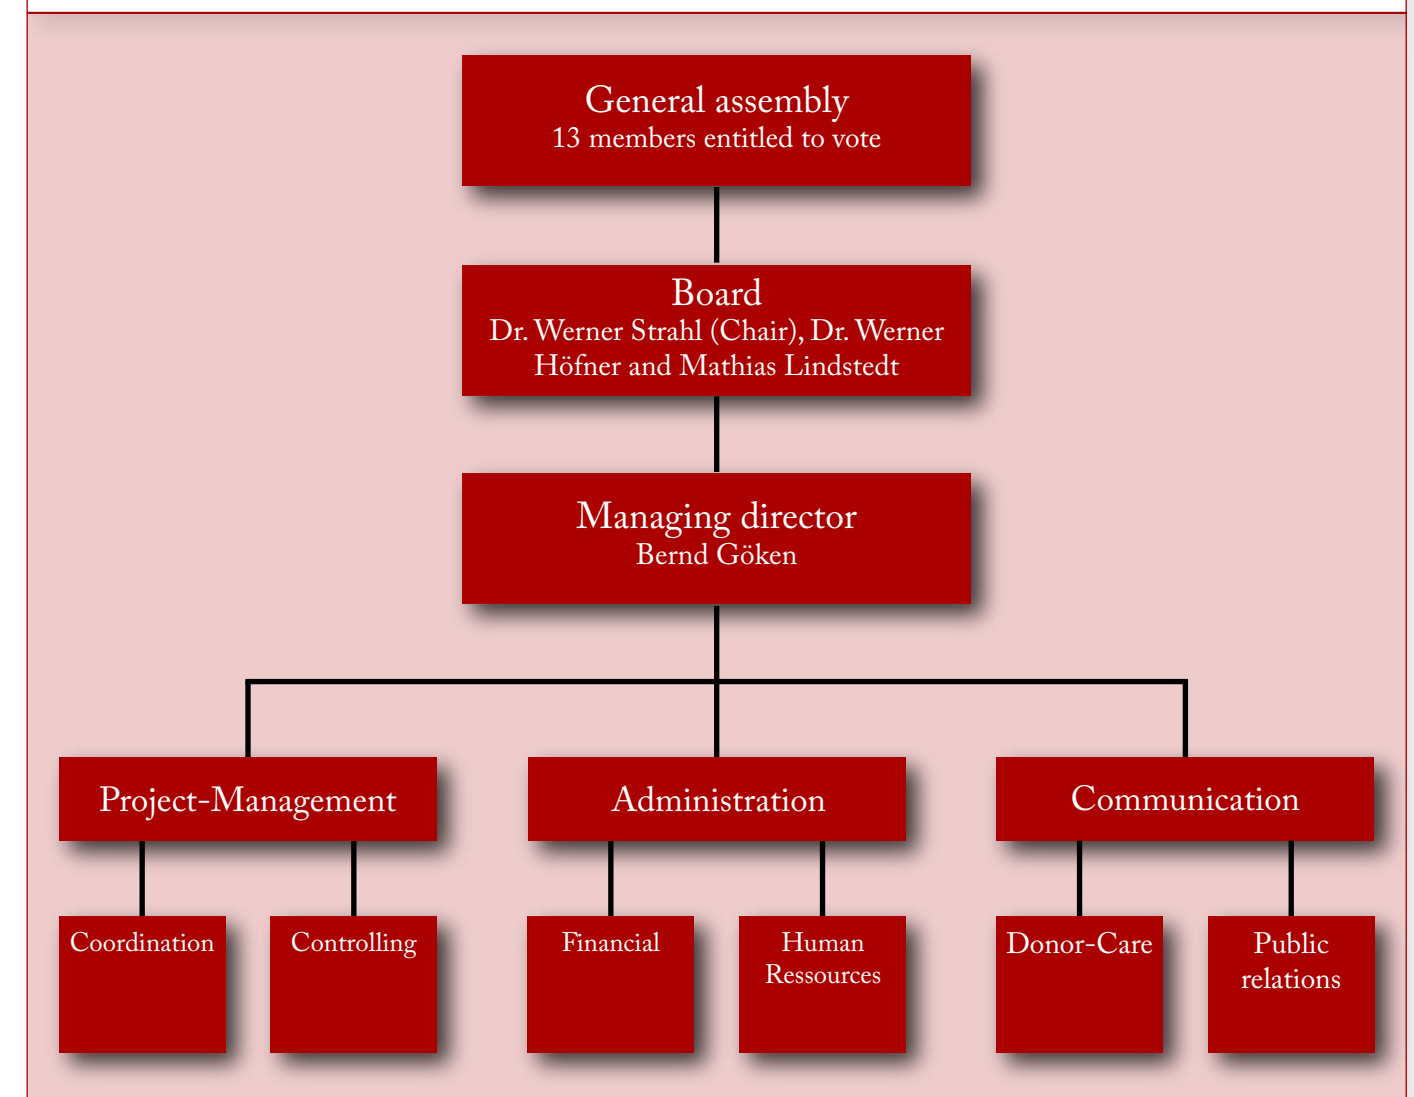 General assembly
13 members entitled to vote
Board
Dr. Werner Strahl (Chair), Dr. Werner
Höfner and Mathias Lindstedt
Managing director
Bernd Göken
Project-Management
Administration
Communication
Coordination
Controlling
Financial
Human
Ressources
Donor-Care
Public
relations